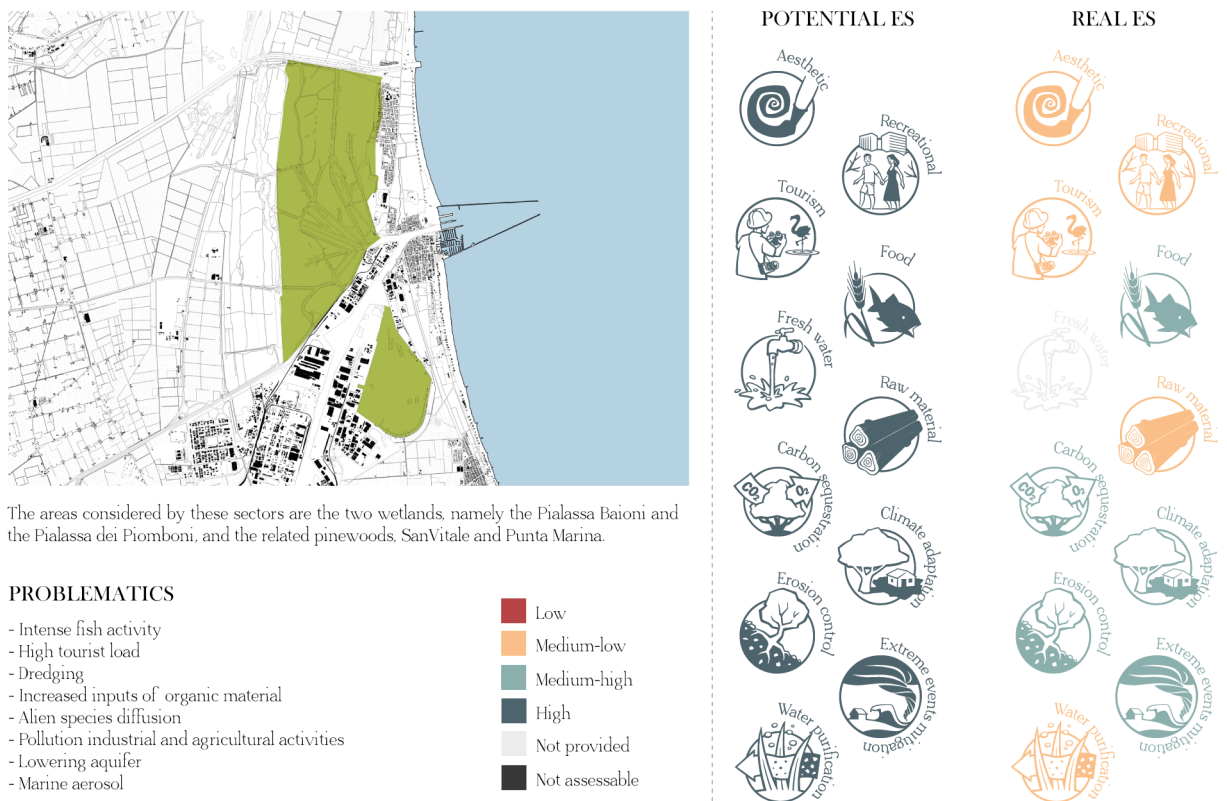 POTENTIAL ES
Aesthetic
Recreational
Tourism
Food
Fresh water
Raw material
Carbon sequestration
Climate adaptation
Erosion control
Extreme events mitigation
Water purification
REAL ES
Aesthetic
Recreational
Tourism
Food
Fresh water
Raw material
Carbon sequestration
Climate adaptation
Erosion control
Extreme events mitigation
Water purification
CO₂
O₂
CO₂
O₂
The areas considered by these sectors are the two wetlands, namely the Pialassa Baioni and
the Pialassa dei Piomboni, and the related pinewoods, SanVitale and Punta Marina.
PROBLEMATICS
- Intense fish activity
- High tourist load
- Dredging
- Increased inputs of organic material
- Alien species diffusion
- Pollution industrial and agricultural activities
- Lowering aquifer
- Marine aerosol
Low
Medium-low
Medium-high
High
Not provided
Not assessable